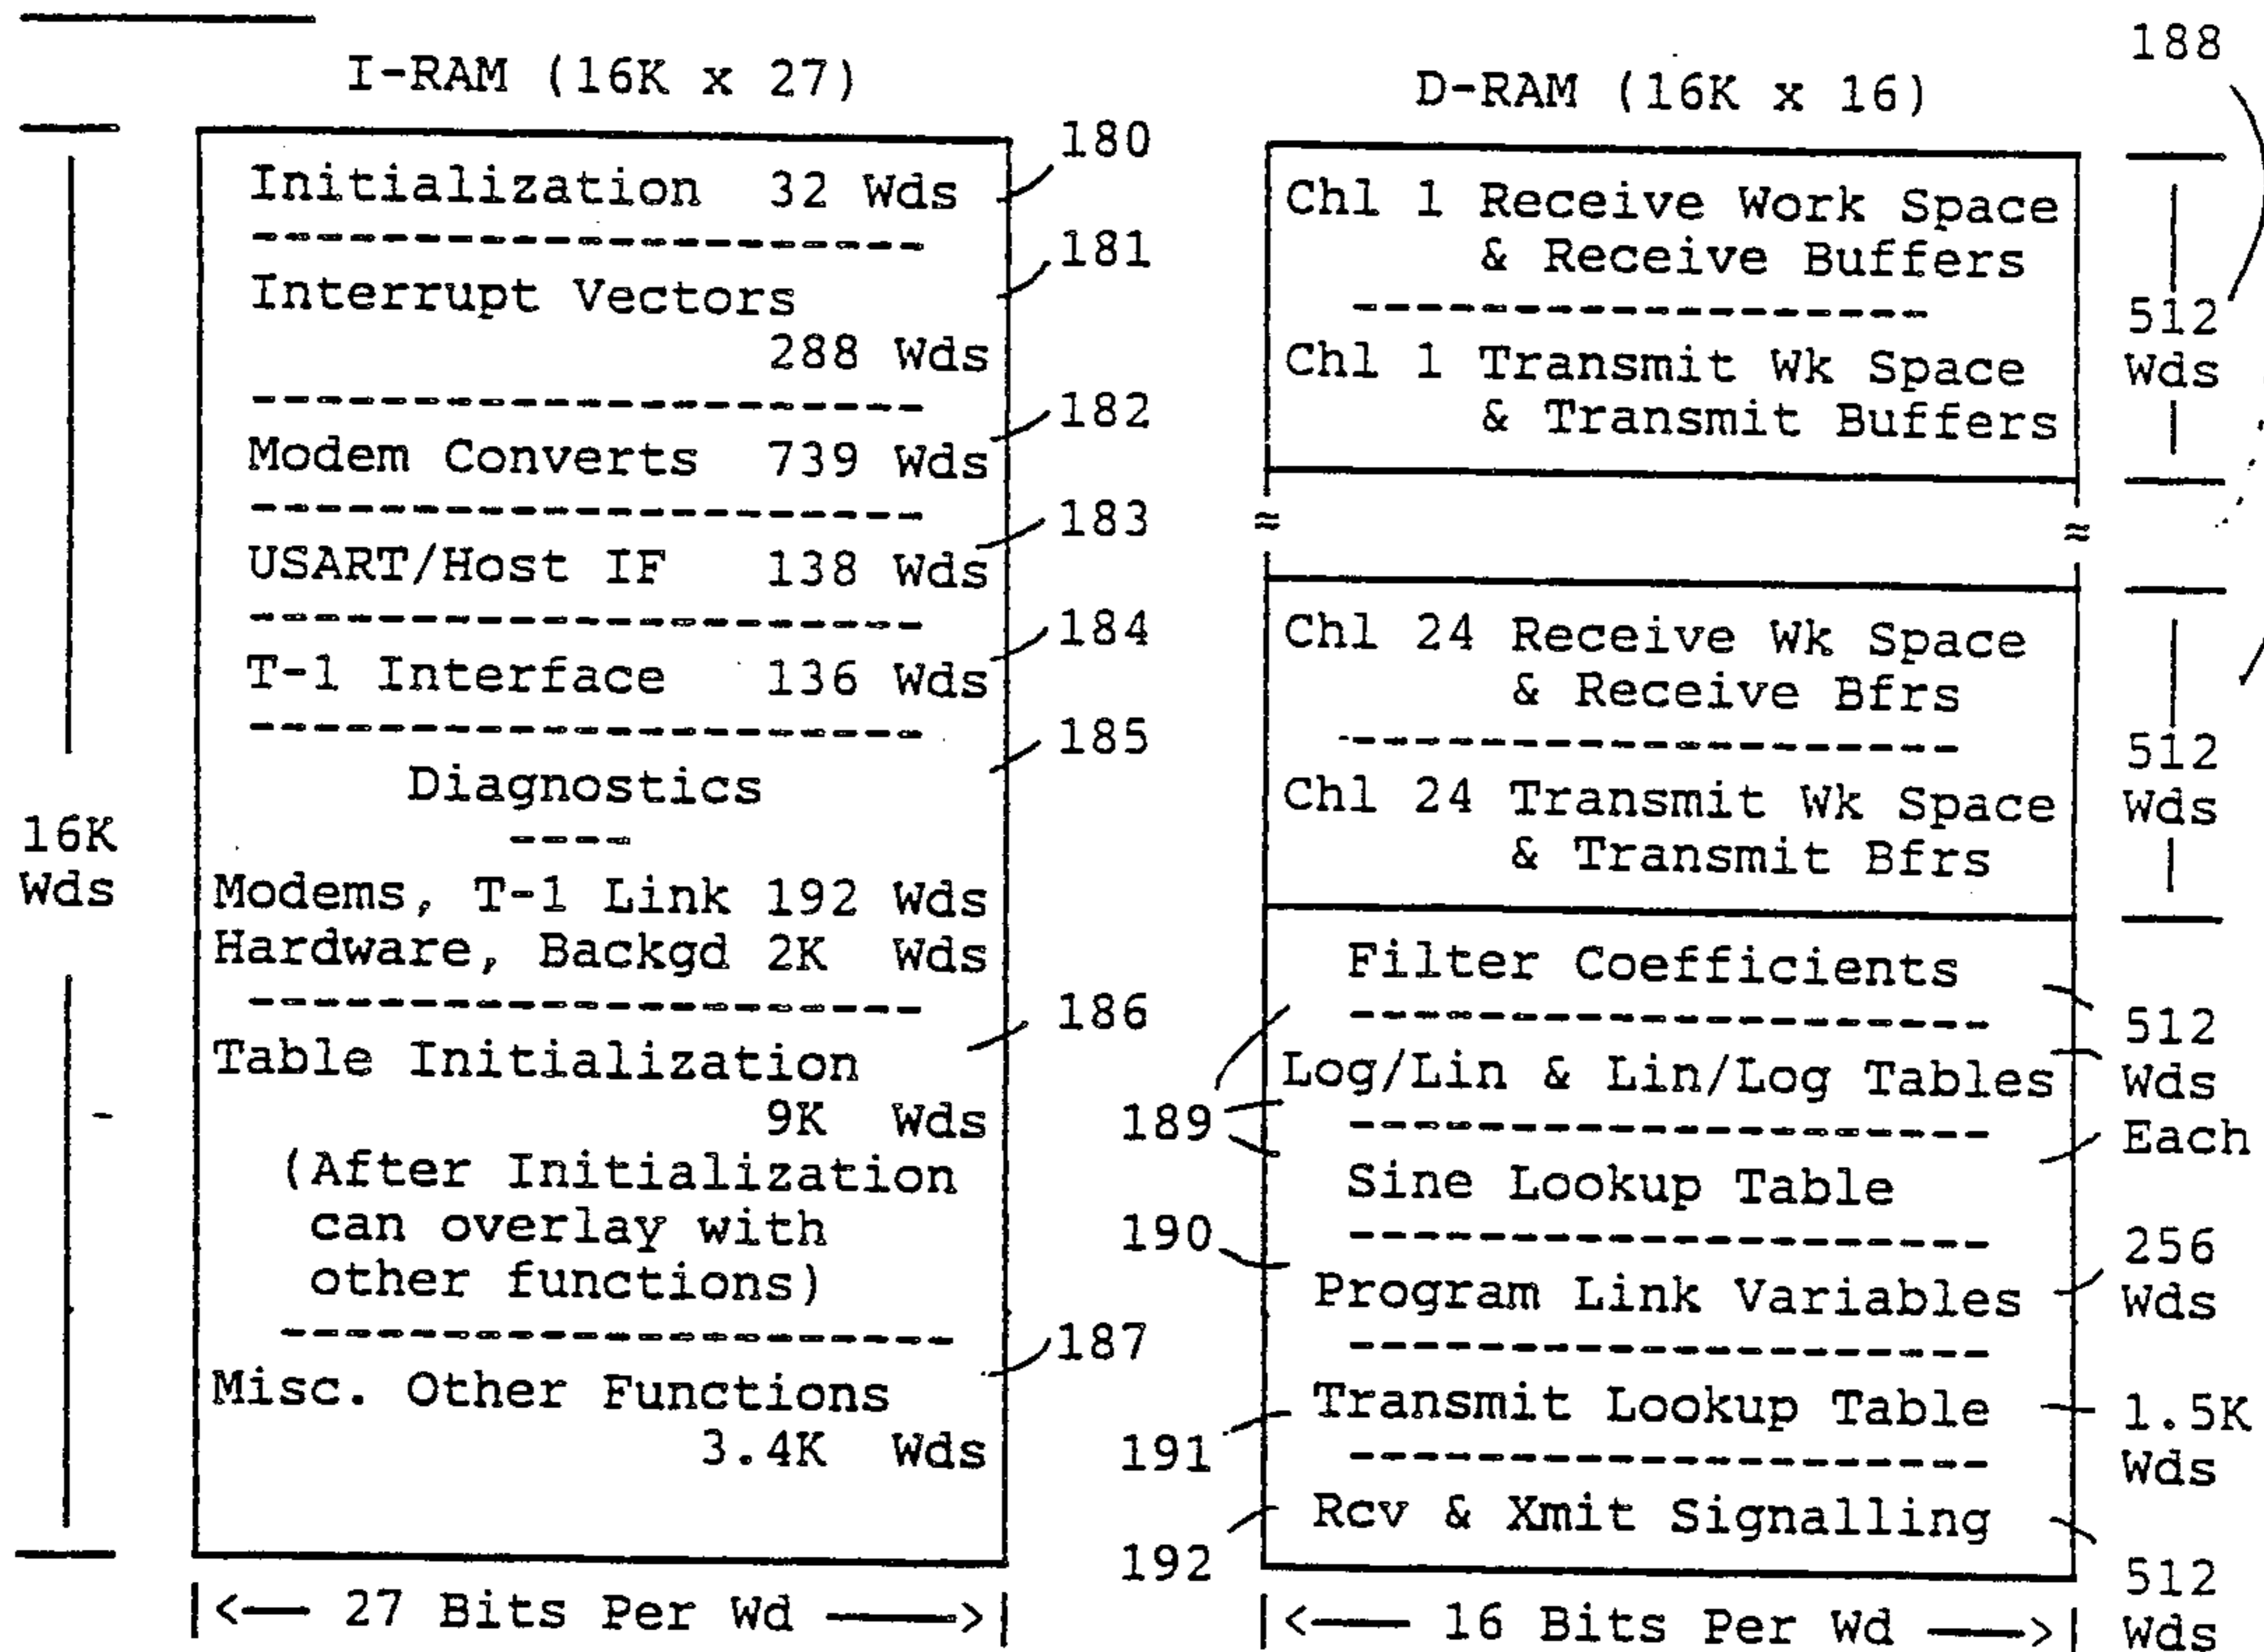 I-RAM (16K x 27)
Initialization 32 Wds
Interrupt Vectors
288 Wds
Modem Converts 739 Wds
USART/Host IF 138 Wds
T-1 Interface 136 Wds
Diagnostics
Modems, T-1 Link 192 Wds
Hardware, Backgd 2K Wds
Table Initialization
9K Wds
(After Initialization
can overlay with
other functions)
Misc. Other Functions
3.4K Wds
16K
Wds
|<— 27 Bits Per Wd —>|
180
181
182
183
184
185
186
187
D-RAM (16K x 16)
Chl 1 Receive Work Space
& Receive Buffers
Chl 1 Transmit Wk Space
& Transmit Buffers
≈ ≈
Chl 24 Receive Wk Space
& Receive Bfrs
Chl 24 Transmit Wk Space
& Transmit Bfrs
Filter Coefficients
Log/Lin & Lin/Log Tables
Sine Lookup Table
Program Link Variables
Transmit Lookup Table
Rcv & Xmit Signalling
|<— 16 Bits Per Wd —>|
189
190
191
192
188
512
Wds
512
Wds
512
Wds
Each
256
Wds
1.5K
Wds
512
Wds